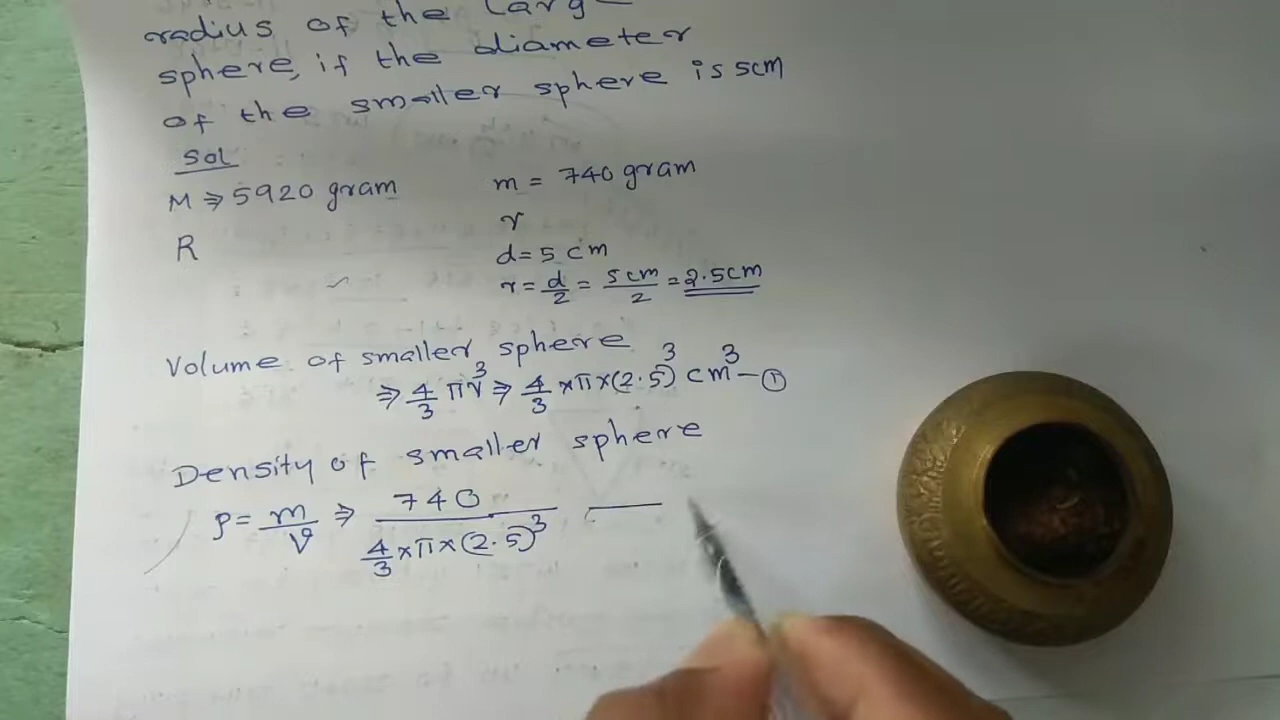 radius of the Larg
sphere, if the diameter
of the smaller sphere is 5cm
Sol
M ⇒ 5920 gram m = 740 gram
R r
d = 5 cm
r = d/2 = 5cm/2 = 2.5cm
Volume of smaller sphere
⇒ 4/3 πr³ ⇒ 4/3 × π × (2.5)³ cm³ — ①
Density of smaller sphere
ρ = m/V ⇒ 740 / 4/3 × π × (2.5)³ —